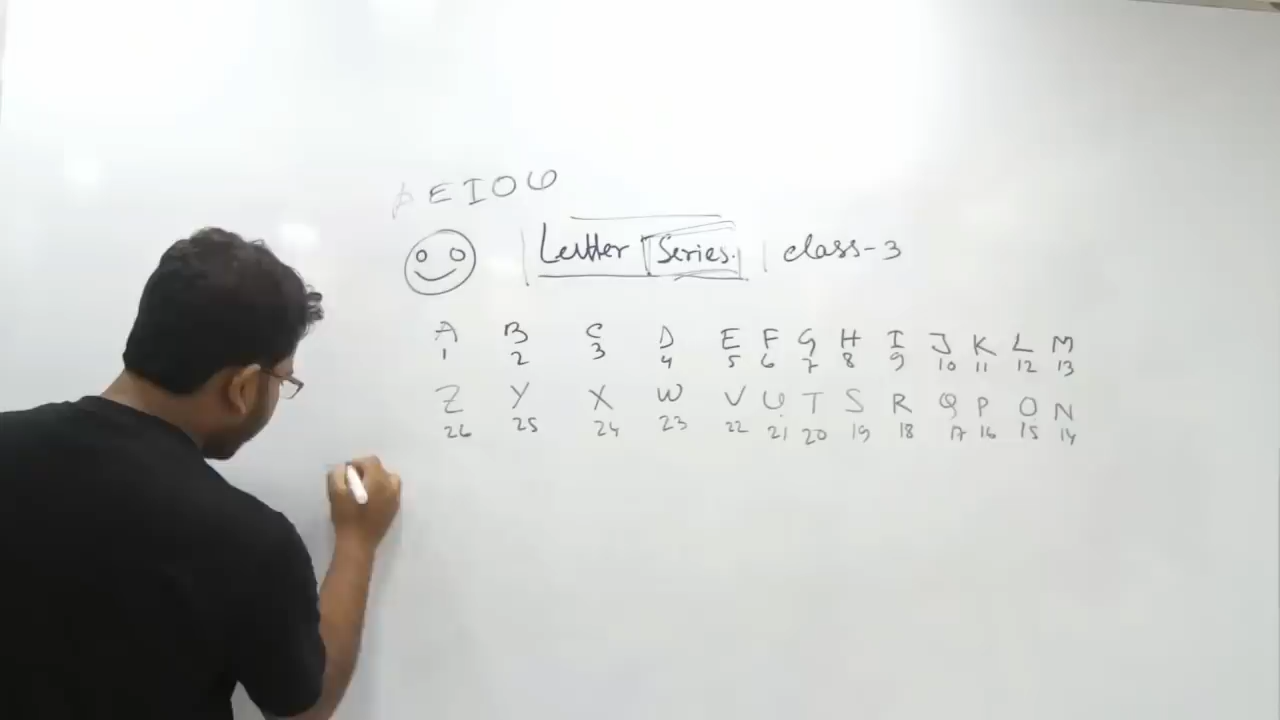 A E I O U
Letter Series. | class-3
A B C D E F G H I J K L M
1 2 3 4 5 6 7 8 9 10 11 12 13
Z Y X W V U T S R Q P O N
26 25 24 23 22 21 20 19 18 17 16 15 14